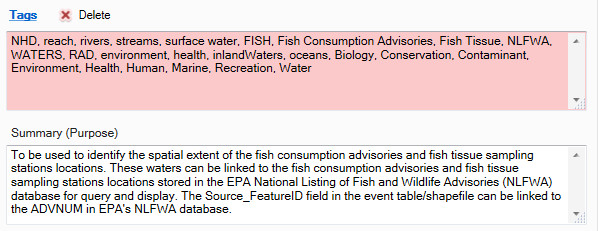 Tags Delete
NHD, reach, rivers, streams, surface water, FISH, Fish Consumption Advisories, Fish Tissue, NLFWA,
WATERS, RAD, environment, health, inlandWaters, oceans, Biology, Conservation, Contaminant,
Environment, Health, Human, Marine, Recreation, Water
Summary (Purpose)
To be used to identify the spatial extent of the fish consumption advisories and fish tissue sampling
stations locations. These waters can be linked to the fish consumption advisories and fish tissue
sampling stations locations stored in the EPA National Listing of Fish and Wildlife Advisories (NLFWA)
database for query and display. The Source_FeatureID field in the event table/shapefile can be linked to
the ADVNUM in EPA's NLFWA database.